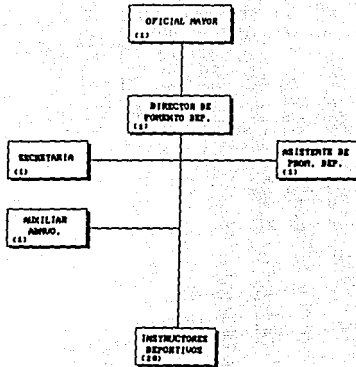 OFICIAL MAYOR
(1)
DIRECTOR DE
FOMENTO DEP.
(1)
SECRETARIA
(1)
ASISTENTE DE
PROM. DEP.
(1)
AUXILIAR
ADMVO.
(1)
INSTRUCTORES
DEPORTIVOS
(20)